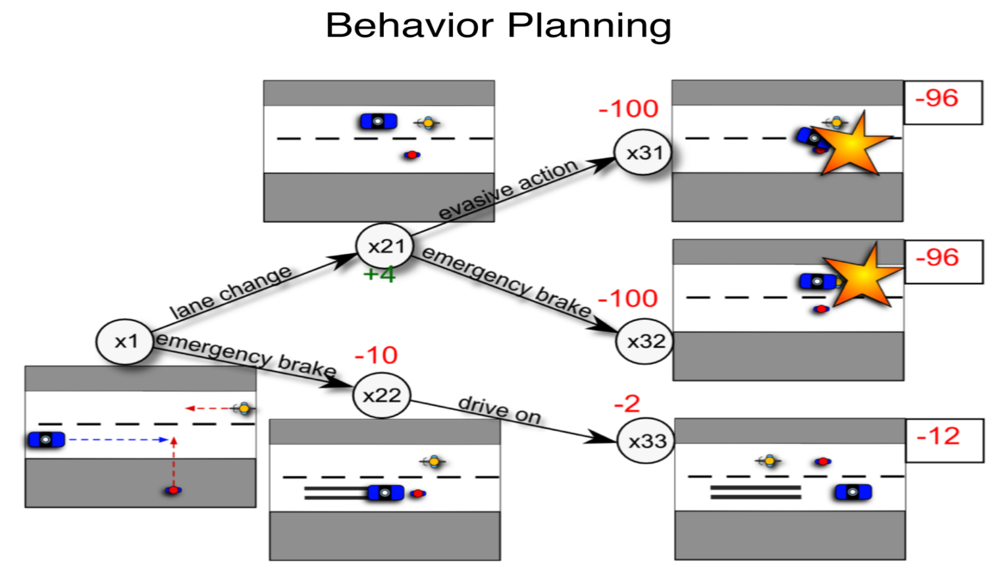 Behavior Planning
-100
-96
x31
evasive action
x21
+4
-96
emergency brake
-100
lane change
x32
x1
emergency brake
-10
x22
drive on
-2
x33
-12